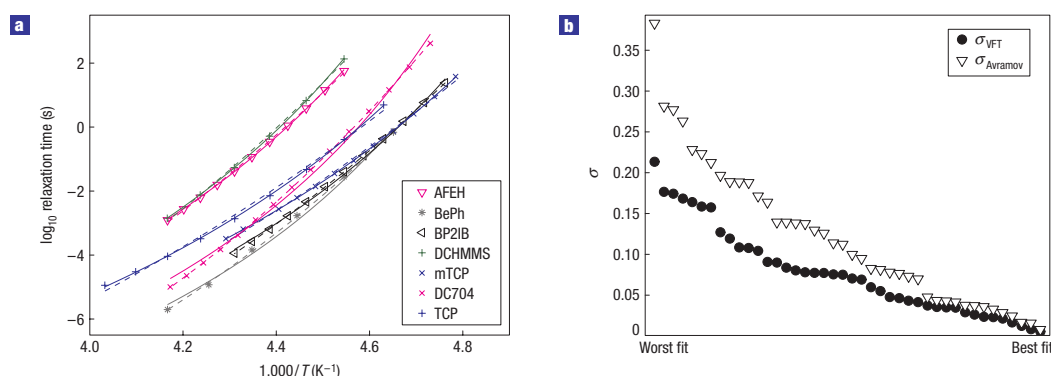 a
log10 relaxation time (s)
2
0
−2
−4
−6
4.0
4.2
4.4
4.6
4.8
1,000/T (K−1)
AFEH
BePh
BP2IB
DCHMMS
mTCP
DC704
TCP
b
σ
0.35
0.30
0.25
0.20
0.15
0.10
0.05
0
Worst fit
Best fit
σVFT
σAvramov